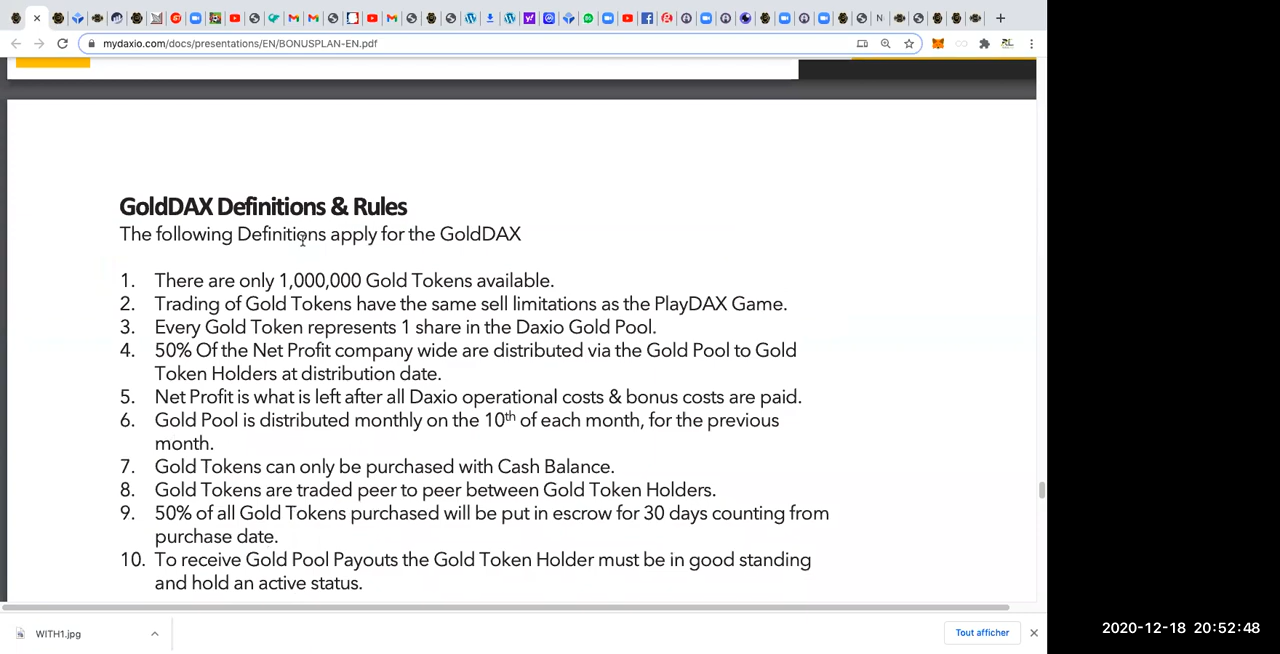 mydaxio.com/docs/presentations/EN/BONUSPLAN-EN.pdf
GoldDAX Definitions & Rules
The following Definitions apply for the GoldDAX
1. There are only 1,000,000 Gold Tokens available.
2. Trading of Gold Tokens have the same sell limitations as the PlayDAX Game.
3. Every Gold Token represents 1 share in the Daxio Gold Pool.
4. 50% Of the Net Profit company wide are distributed via the Gold Pool to Gold
Token Holders at distribution date.
5. Net Profit is what is left after all Daxio operational costs & bonus costs are paid.
6. Gold Pool is distributed monthly on the 10th of each month, for the previous
month.
7. Gold Tokens can only be purchased with Cash Balance.
8. Gold Tokens are traded peer to peer between Gold Token Holders.
9. 50% of all Gold Tokens purchased will be put in escrow for 30 days counting from
purchase date.
10. To receive Gold Pool Payouts the Gold Token Holder must be in good standing
and hold an active status.
WITH1.jpg
Tout afficher
2020-12-18 20:52:48